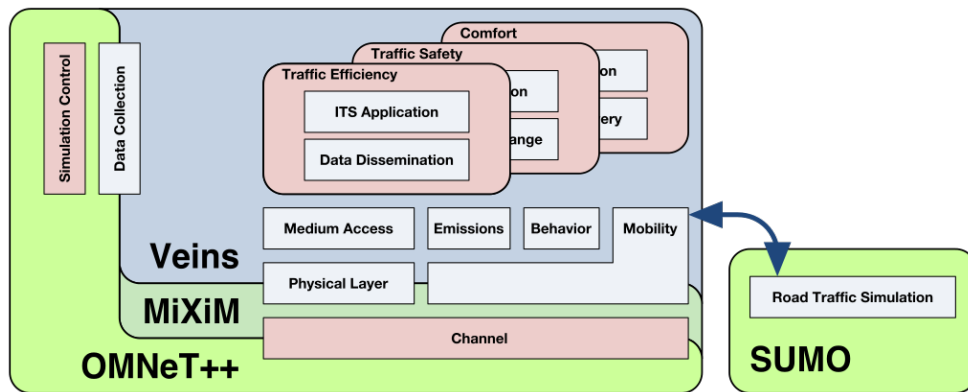 Comfort
Traffic Safety
Traffic Efficiency
ITS Application
Data Dissemination
on
ange
on
ery
Simulation Control
Data Collection
Medium Access
Emissions
Behavior
Mobility
Veins
Physical Layer
MiXiM
Channel
OMNeT++
Road Traffic Simulation
SUMO